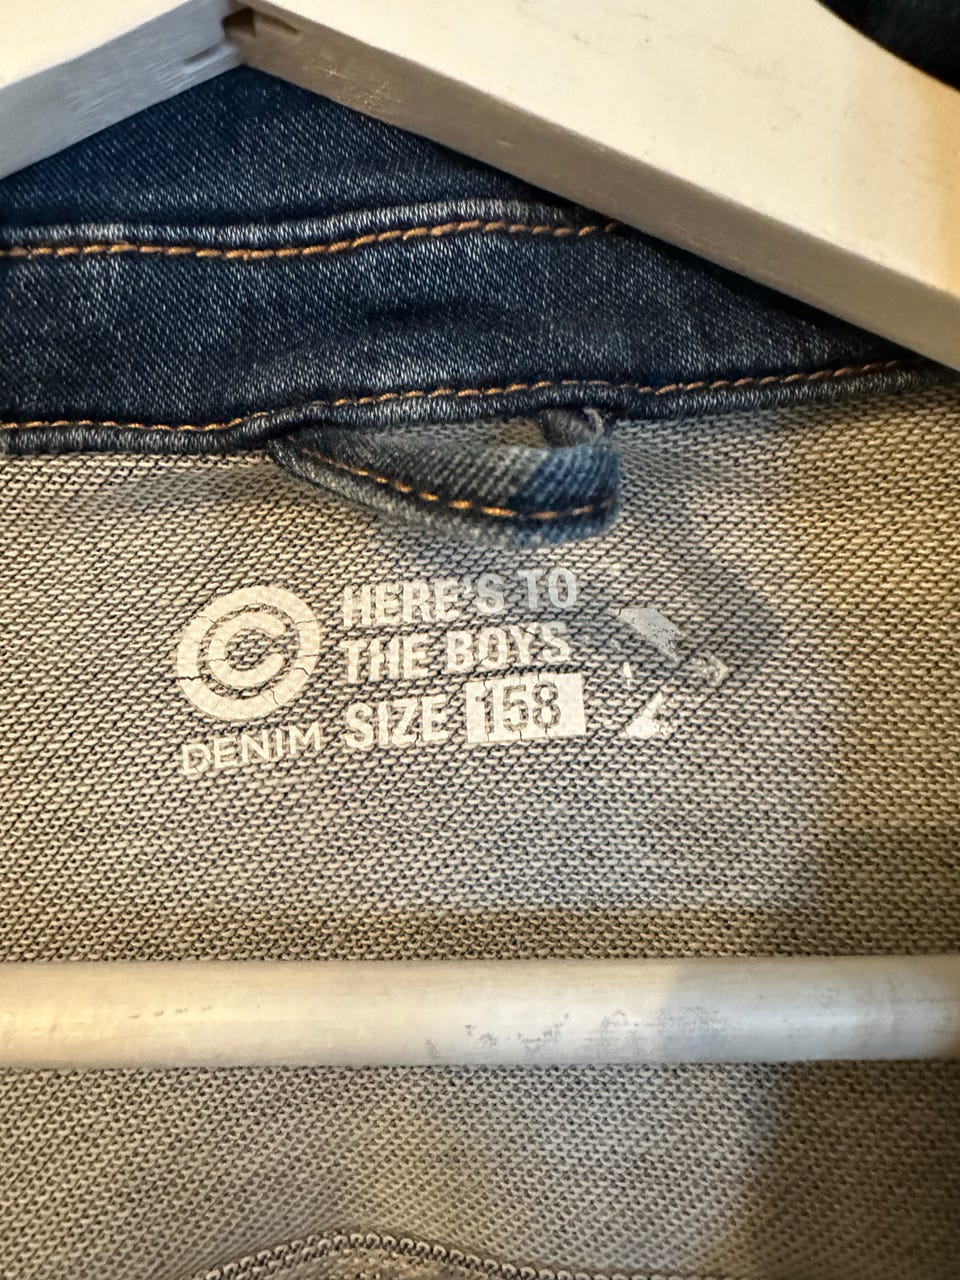 ©
DENIM
HERE'S TO
THE BOYS
SIZE 158